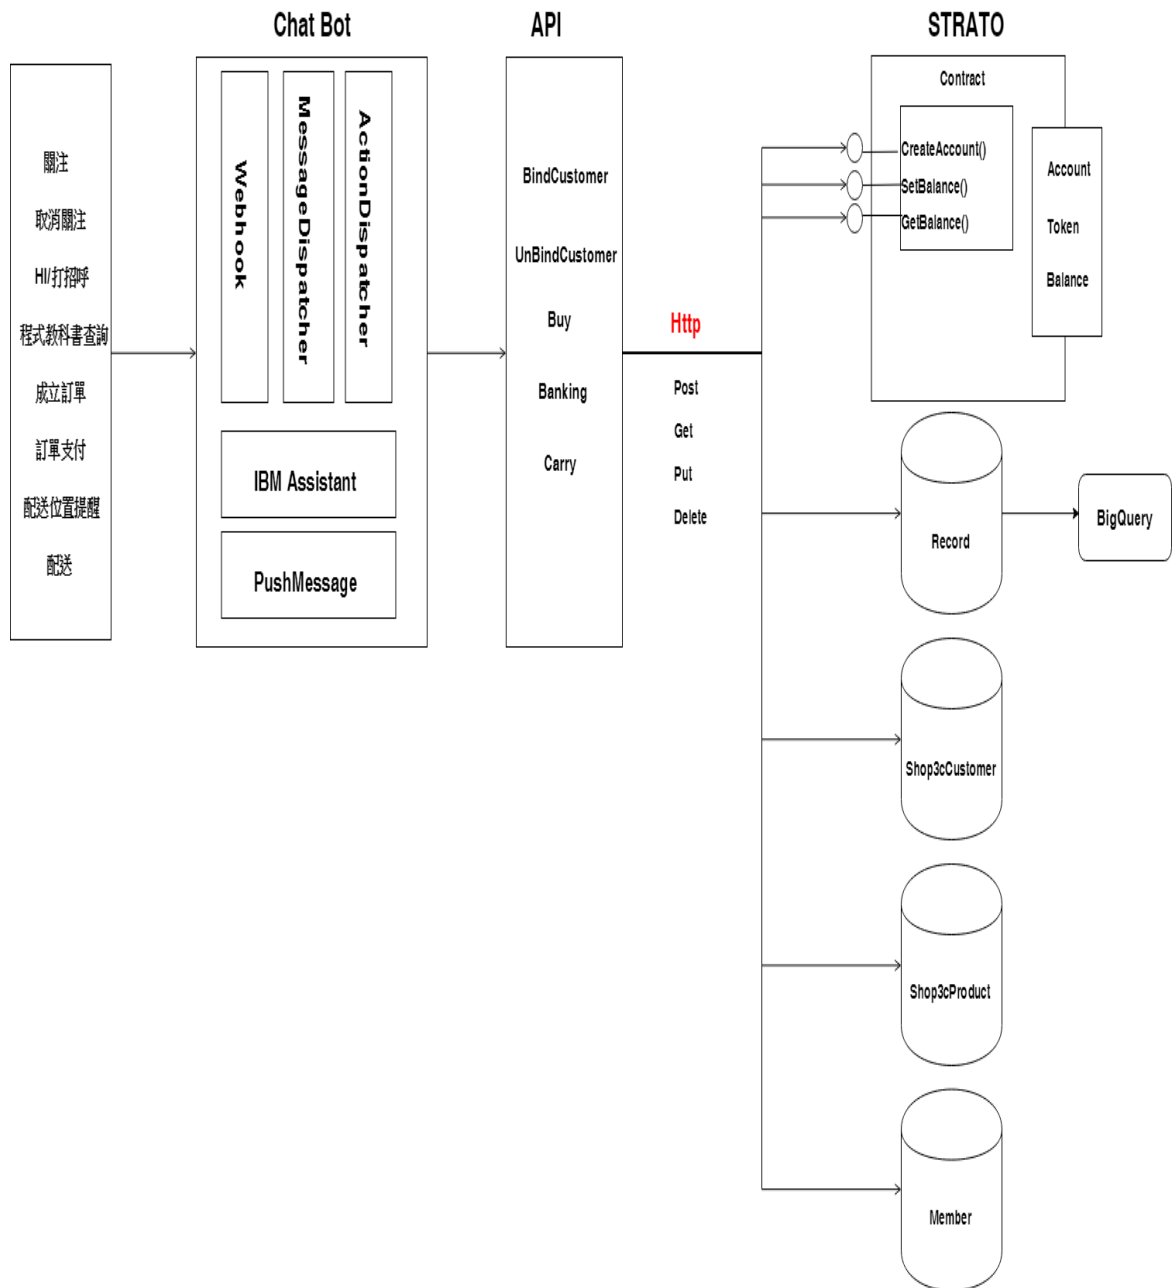 Chat Bot
API
STRATO
關注
取消關注
HI/打招呼
程式教科書查詢
成立訂單
訂單支付
配送位置提醒
配送
Webhook
MessageDispatcher
ActionDispatcher
IBM Assistant
PushMessage
BindCustomer
UnBindCustomer
Buy
Banking
Carry
Http
Post
Get
Put
Delete
Contract
CreateAccount()
SetBalance()
GetBalance()
Account
Token
Balance
Record
BigQuery
Shop3cCustomer
Shop3cProduct
Member